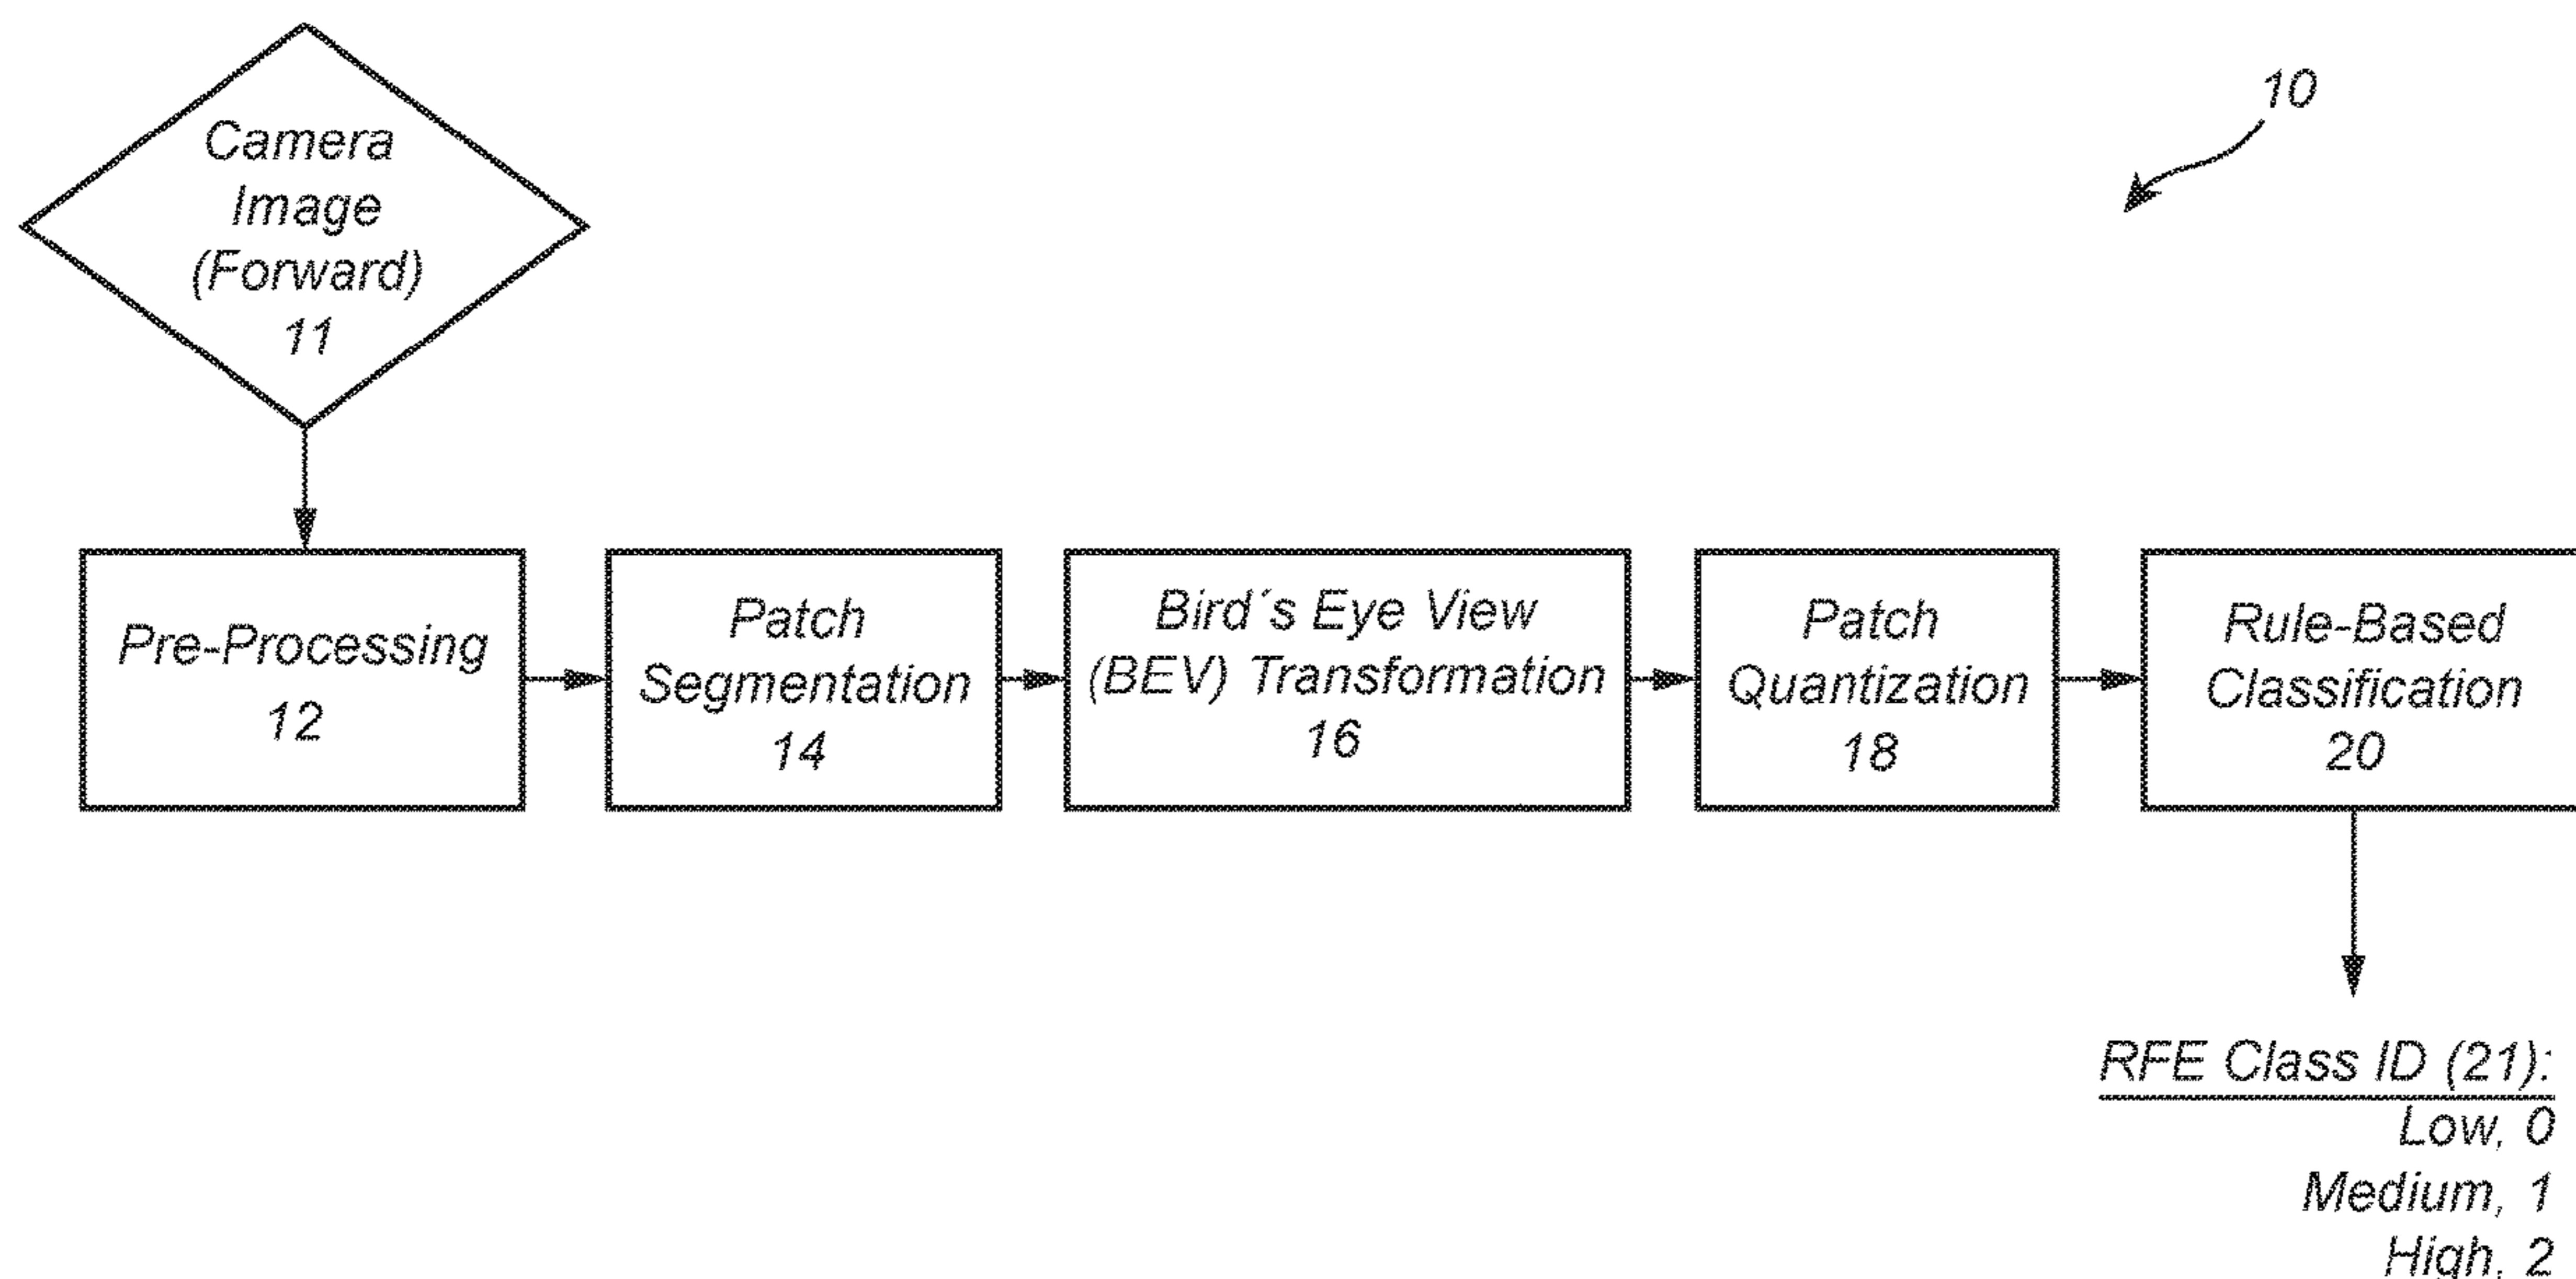 Camera
Image
(Forward)
11
10
Pre-Processing
12
Patch
Segmentation
14
Bird´s Eye View
(BEV) Transformation
16
Patch
Quantization
18
Rule-Based
Classification
20
RFE Class ID (21):
Low, 0
Medium, 1
High, 2